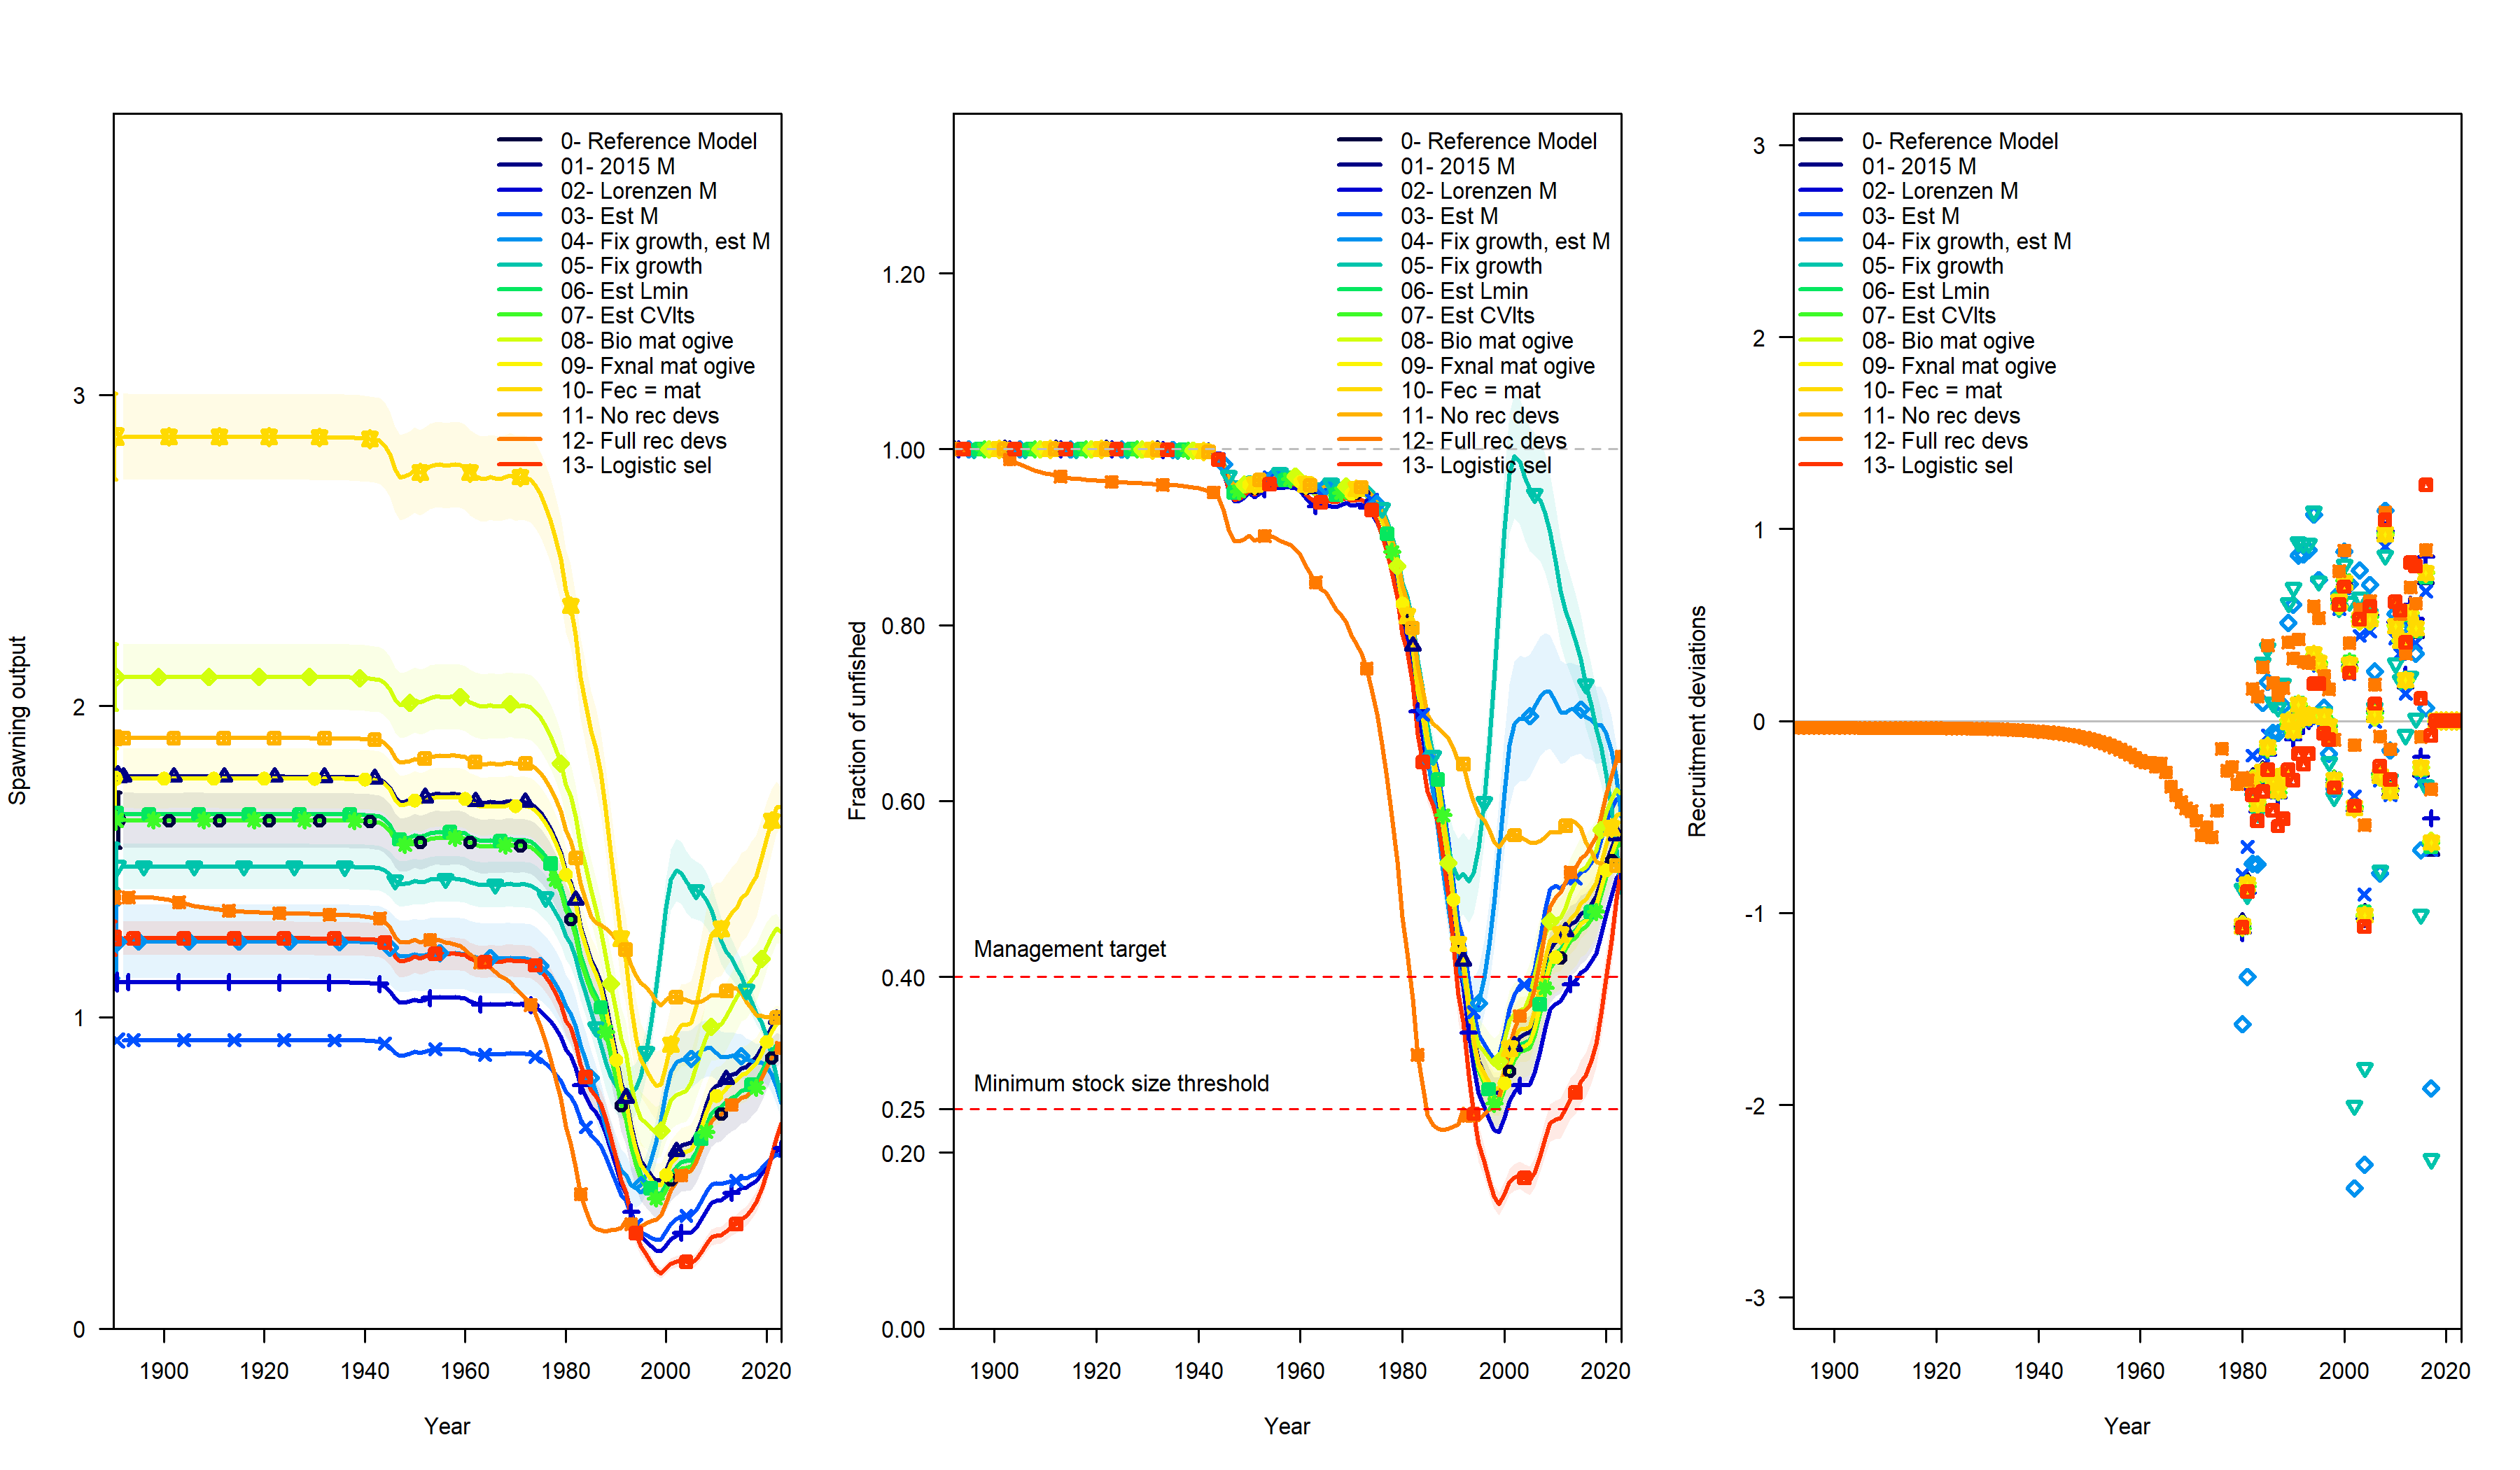 Spawning output
3
2
1
0
1900 1920 1940 1960 1980 2000 2020
Year
0- Reference Model
01- 2015 M
02- Lorenzen M
03- Est M
04- Fix growth, est M
05- Fix growth
06- Est Lmin
07- Est CVlts
08- Bio mat ogive
09- Fxnal mat ogive
10- Fec = mat
11- No rec devs
12- Full rec devs
13- Logistic sel
Fraction of unfished
1.20
1.00
0.80
0.60
0.40
0.25
0.20
0.00
Management target
Minimum stock size threshold
1900 1920 1940 1960 1980 2000 2020
Year
0- Reference Model
01- 2015 M
02- Lorenzen M
03- Est M
04- Fix growth, est M
05- Fix growth
06- Est Lmin
07- Est CVlts
08- Bio mat ogive
09- Fxnal mat ogive
10- Fec = mat
11- No rec devs
12- Full rec devs
13- Logistic sel
Recruitment deviations
3
2
1
0
-1
-2
-3
1900 1920 1940 1960 1980 2000 2020
Year
0- Reference Model
01- 2015 M
02- Lorenzen M
03- Est M
04- Fix growth, est M
05- Fix growth
06- Est Lmin
07- Est CVlts
08- Bio mat ogive
09- Fxnal mat ogive
10- Fec = mat
11- No rec devs
12- Full rec devs
13- Logistic sel